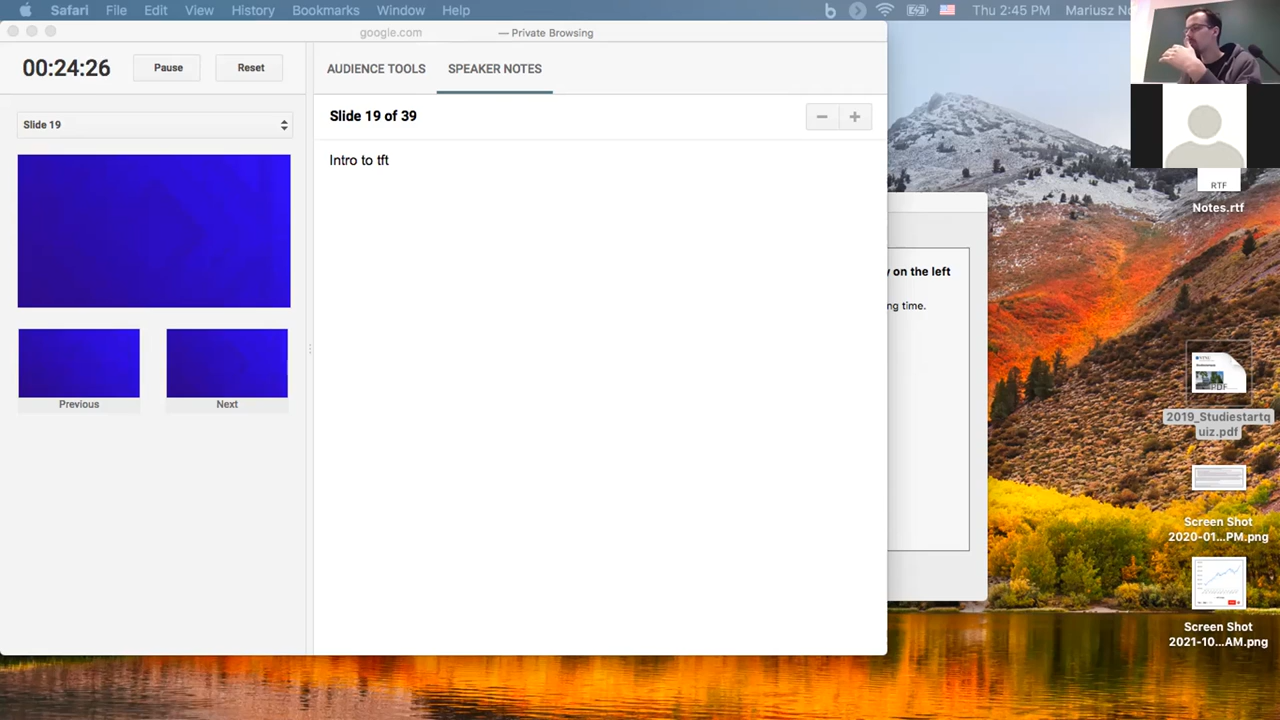 Safari File Edit View History Bookmarks Window Help Thu 2:45 PM Mariusz No
google.com — Private Browsing
00:24:26 Pause Reset
AUDIENCE TOOLS SPEAKER NOTES
Slide 19
Slide 19 of 39
Intro to tft
Previous Next
y on the left
ng time.
RTF
Notes.rtf
PDF
2019_Studiestartq
uiz.pdf
Screen Shot
2020-01...PM.png
Screen Shot
2021-10...AM.png